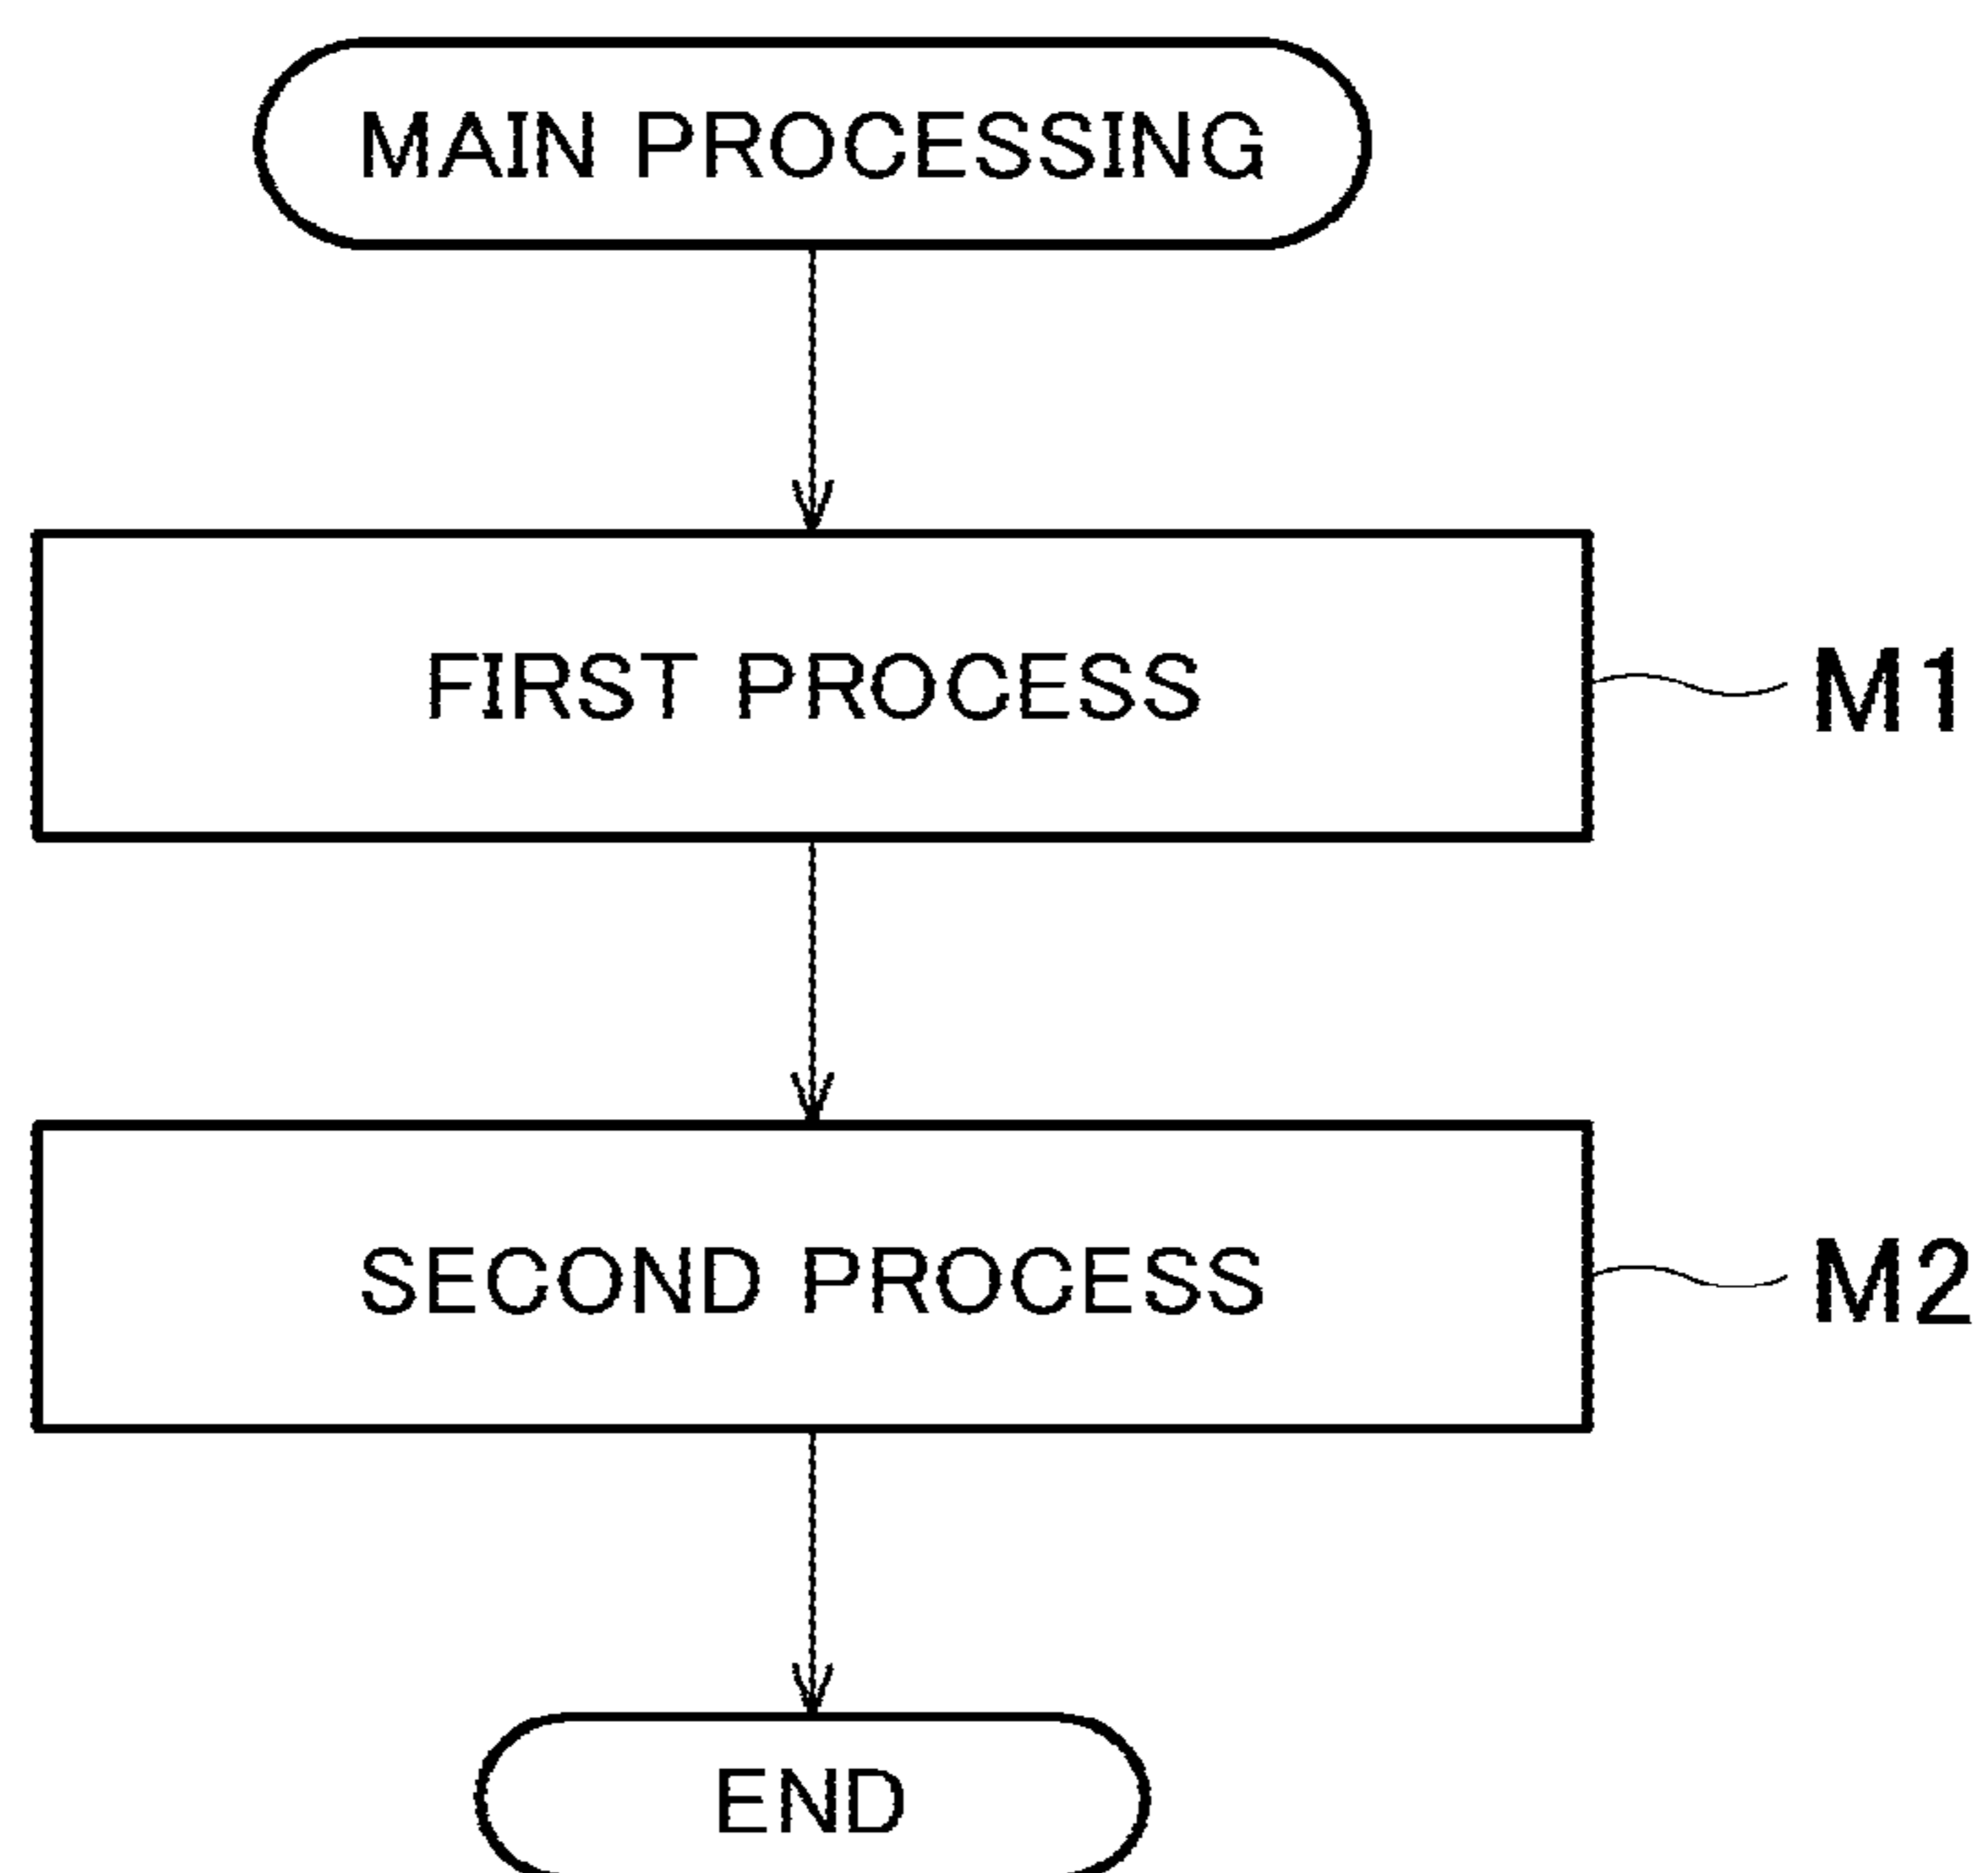 MAIN PROCESSING
FIRST PROCESS
M1
SECOND PROCESS
M2
END